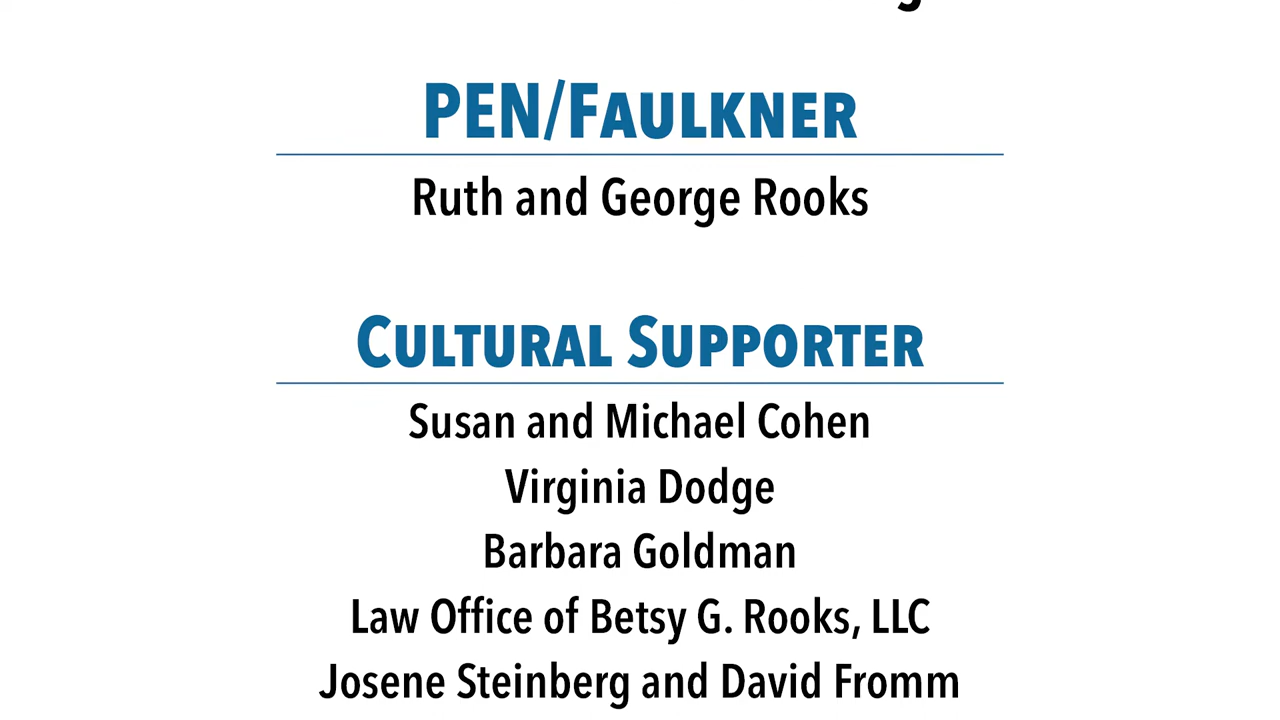 PEN/FAULKNER
Ruth and George Rooks
CULTURAL SUPPORTER
Susan and Michael Cohen
Virginia Dodge
Barbara Goldman
Law Office of Betsy G. Rooks, LLC
Josene Steinberg and David Fromm